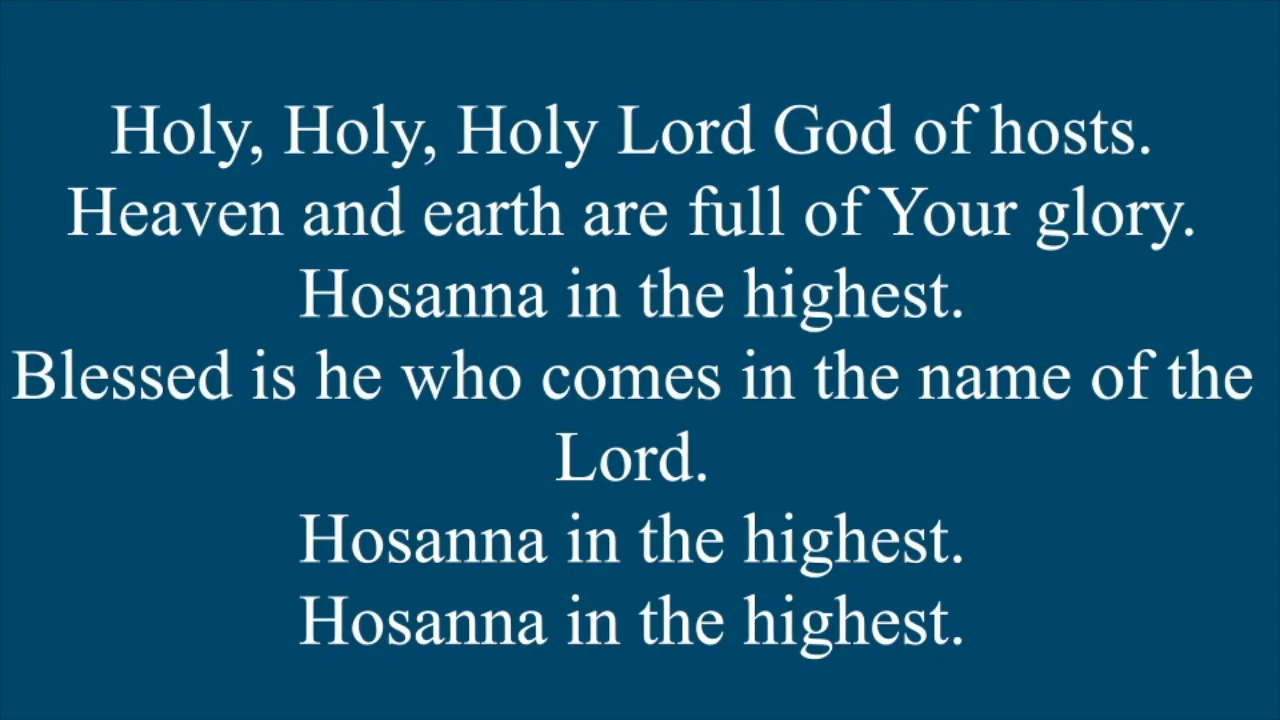 Holy, Holy, Holy Lord God of hosts.
Heaven and earth are full of Your glory.
Hosanna in the highest.
Blessed is he who comes in the name of the
Lord.
Hosanna in the highest.
Hosanna in the highest.